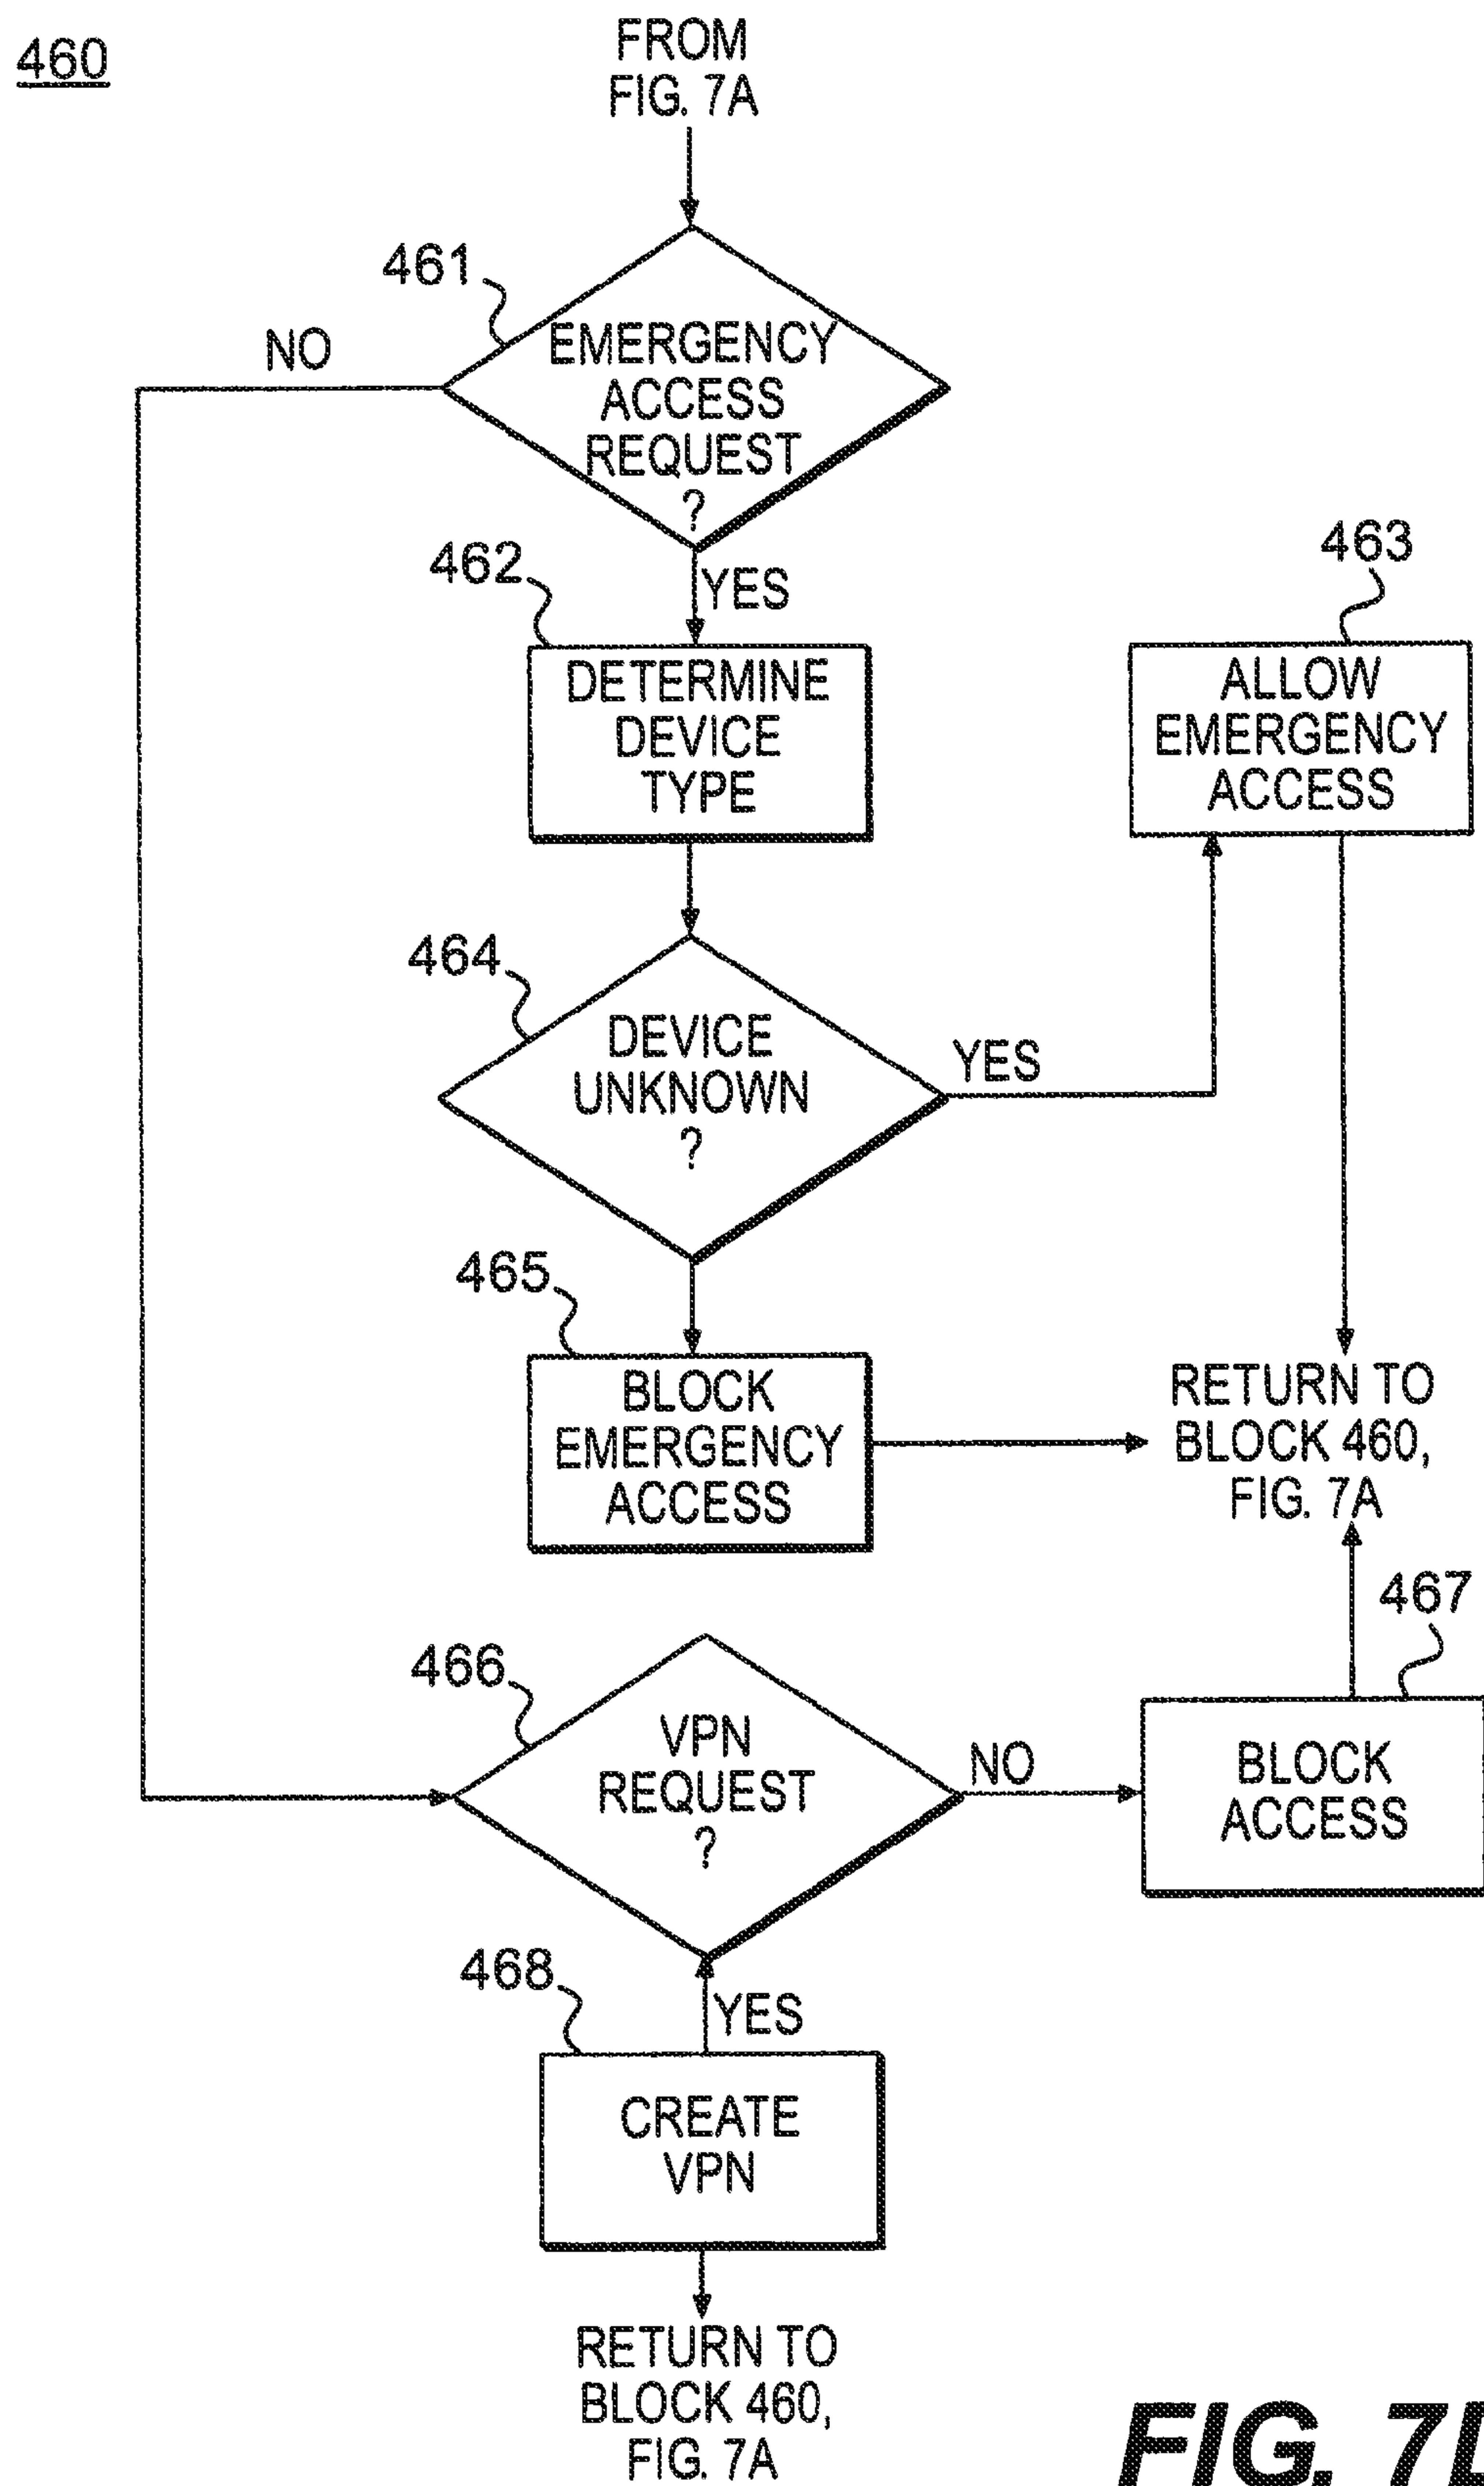 460
FROM
FIG. 7A
461
NO
EMERGENCY
ACCESS
REQUEST
?
462
YES
463
DETERMINE
DEVICE
TYPE
ALLOW
EMERGENCY
ACCESS
464
DEVICE
UNKNOWN
?
YES
465
BLOCK
EMERGENCY
ACCESS
RETURN TO
BLOCK 460,
FIG. 7A
467
466
VPN
REQUEST
?
NO
BLOCK
ACCESS
468
YES
CREATE
VPN
RETURN TO
BLOCK 460,
FIG. 7A
FIG.